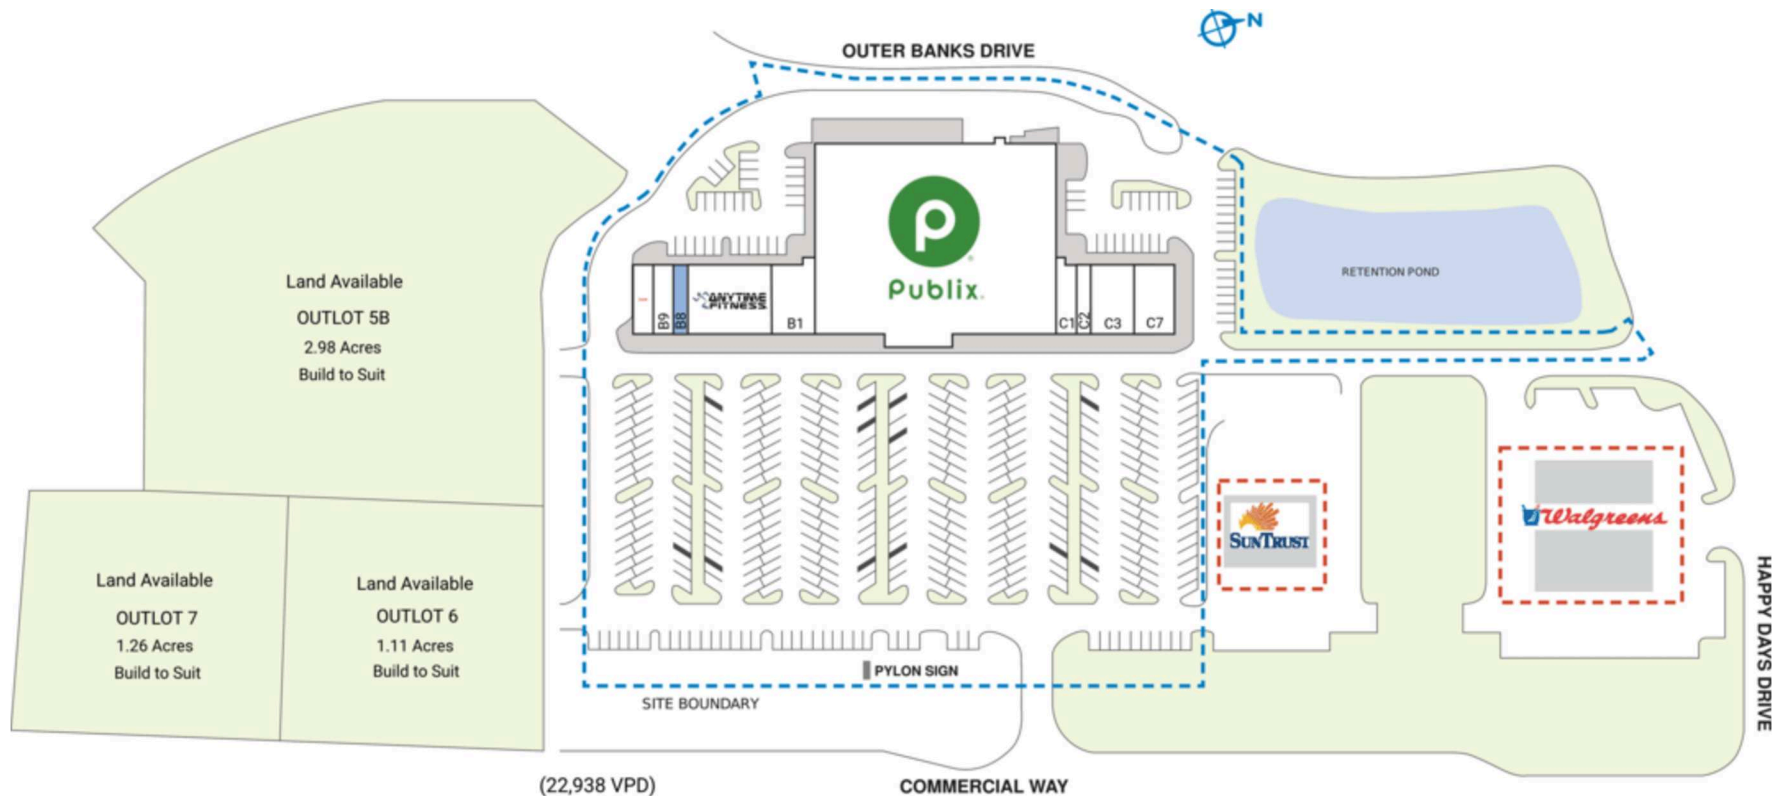 N
OUTER BANKS DRIVE
Land Available
OUTLOT 5B
2.98 Acres
Build to Suit
B9
B8
ANYTIME
FITNESS
B1
Publix
C1
C2
C3
C7
RETENTION POND
SUNTRUST
Walgreens
Land Available
OUTLOT 7
1.26 Acres
Build to Suit
Land Available
OUTLOT 6
1.11 Acres
Build to Suit
PYLON SIGN
SITE BOUNDARY
HAPPY DAYS DRIVE
(22,938 VPD)
COMMERCIAL WAY